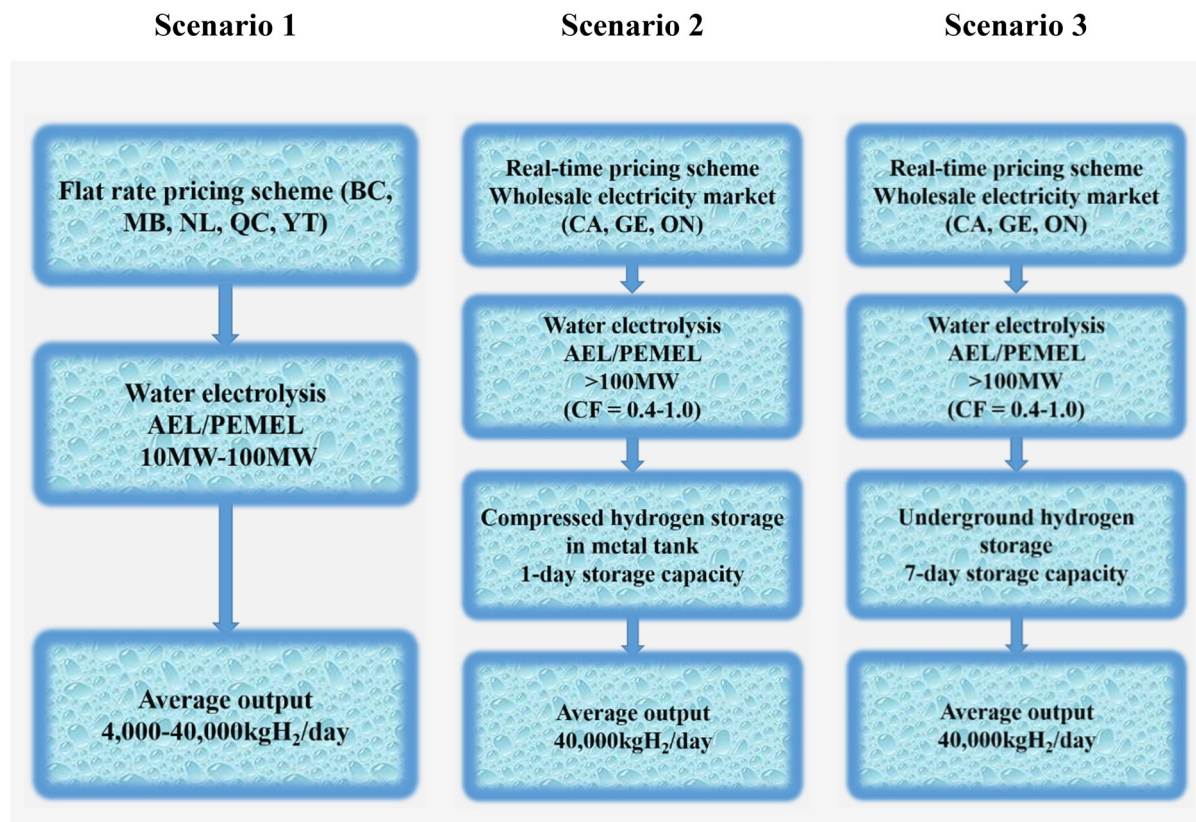 Scenario 1
Flat rate pricing scheme (BC,
MB, NL, QC, YT)
Water electrolysis
AEL/PEMEL
10MW-100MW
Average output
4,000-40,000kgH₂/day
Scenario 2
Real-time pricing scheme
Wholesale electricity market
(CA, GE, ON)
Water electrolysis
AEL/PEMEL
>100MW
(CF = 0.4-1.0)
Compressed hydrogen storage
in metal tank
1-day storage capacity
Average output
40,000kgH₂/day
Scenario 3
Real-time pricing scheme
Wholesale electricity market
(CA, GE, ON)
Water electrolysis
AEL/PEMEL
>100MW
(CF = 0.4-1.0)
Underground hydrogen
storage
7-day storage capacity
Average output
40,000kgH₂/day